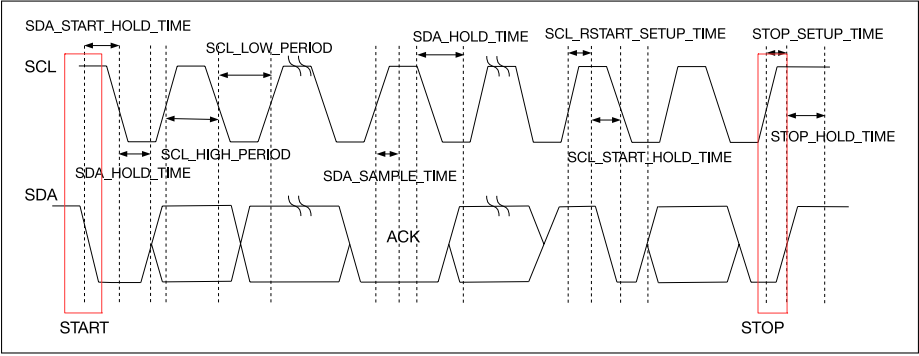 SDA_START_HOLD_TIME
SCL_LOW_PERIOD
SDA_HOLD_TIME
SCL_RSTART_SETUP_TIME
STOP_SETUP_TIME
SCL
SDA_HOLD_TIME
SCL_HIGH_PERIOD
SDA_SAMPLE_TIME
SCL_START_HOLD_TIME
STOP_HOLD_TIME
SDA
ACK
START
STOP